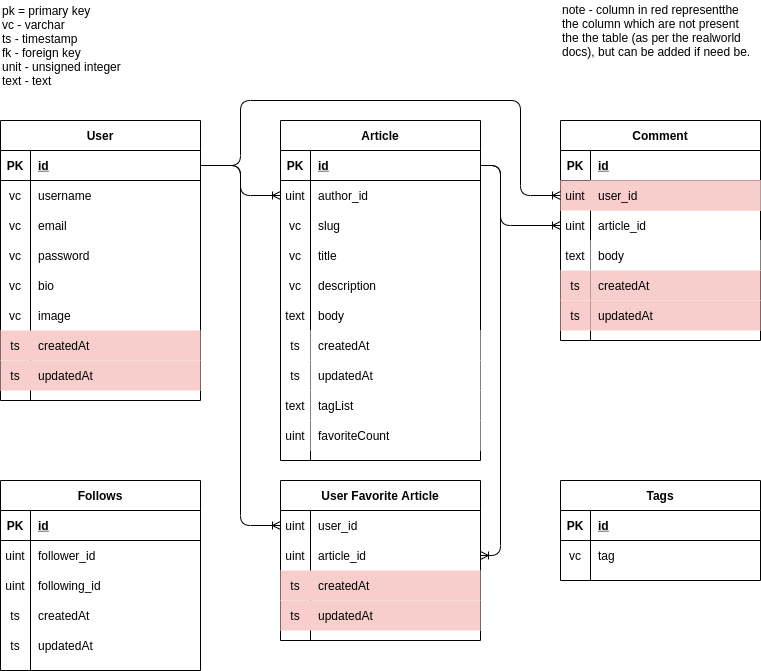 pk = primary key
vc - varchar
ts - timestamp
fk - foreign key
unit - unsigned integer
text - text
note - column in red representthe
the column which are not present
the the table (as per the realworld
docs), but can be added if need be.
User
PK id
vc username
vc email
vc password
vc bio
vc image
ts createdAt
ts updatedAt
Article
PK id
uint author_id
vc slug
vc title
vc description
text body
ts createdAt
ts updatedAt
text tagList
uint favoriteCount
Comment
PK id
uint user_id
uint article_id
text body
ts createdAt
ts updatedAt
Follows
PK id
uint follower_id
uint following_id
ts createdAt
ts updatedAt
User Favorite Article
uint user_id
uint article_id
ts createdAt
ts updatedAt
Tags
PK id
vc tag